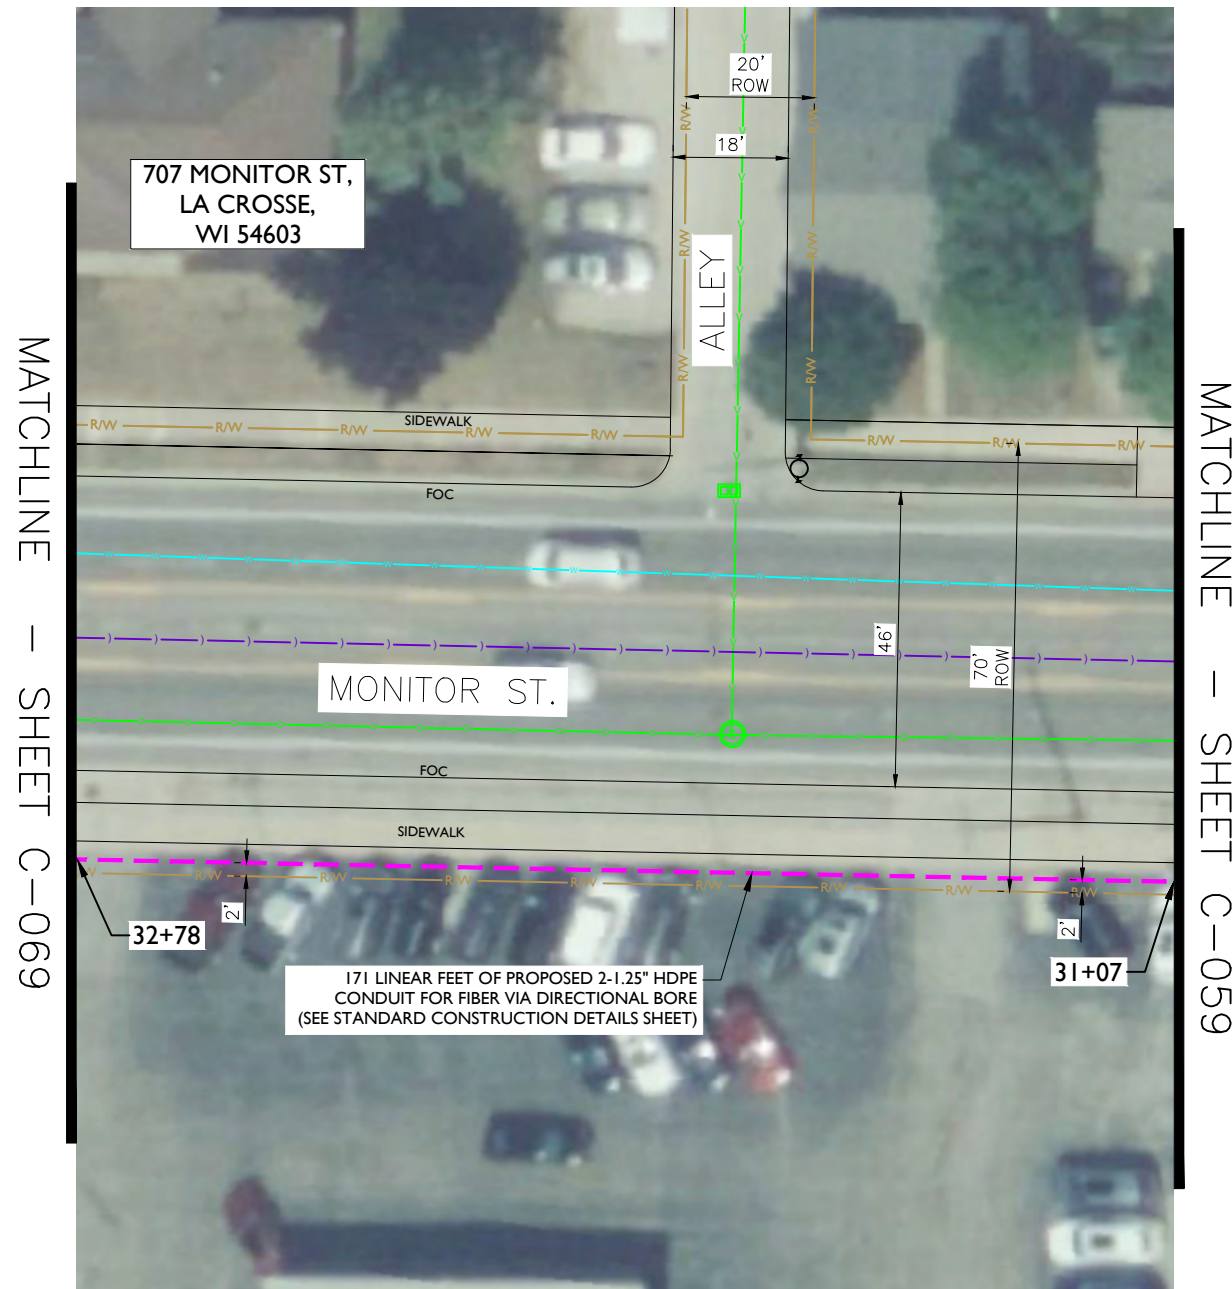 20'
ROW
18'
707 MONITOR ST,
LA CROSSE,
WI 54603
ALLEY
R/W
R/W
R/W
R/W
R/W
R/W
MATCHLINE — SHEET C-069
MATCHLINE — SHEET C-059
SIDEWALK
R/W R/W R/W R/W R/W
R/W R/W R/W
FOC
46'
70'
ROW
MONITOR ST.
FOC
SIDEWALK
R/W R/W R/W R/W R/W R/W R/W R/W
2'
2'
32+78
31+07
171 LINEAR FEET OF PROPOSED 2-1.25" HDPE
CONDUIT FOR FIBER VIA DIRECTIONAL BORE
(SEE STANDARD CONSTRUCTION DETAILS SHEET)